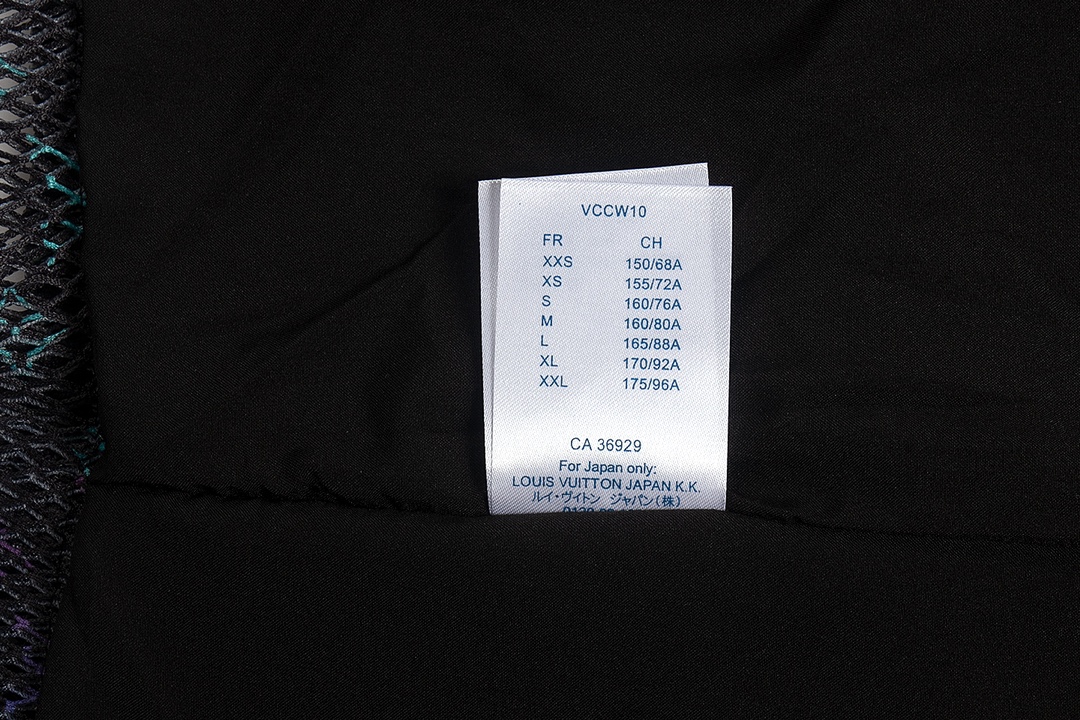 VCCW10
FR CH
XXS 150/68A
XS 155/72A
S 160/76A
M 160/80A
L 165/88A
XL 170/92A
XXL 175/96A
CA 36929
For Japan only:
LOUIS VUITTON JAPAN K.K.
ルイ・ヴィトン ジャパン(株)